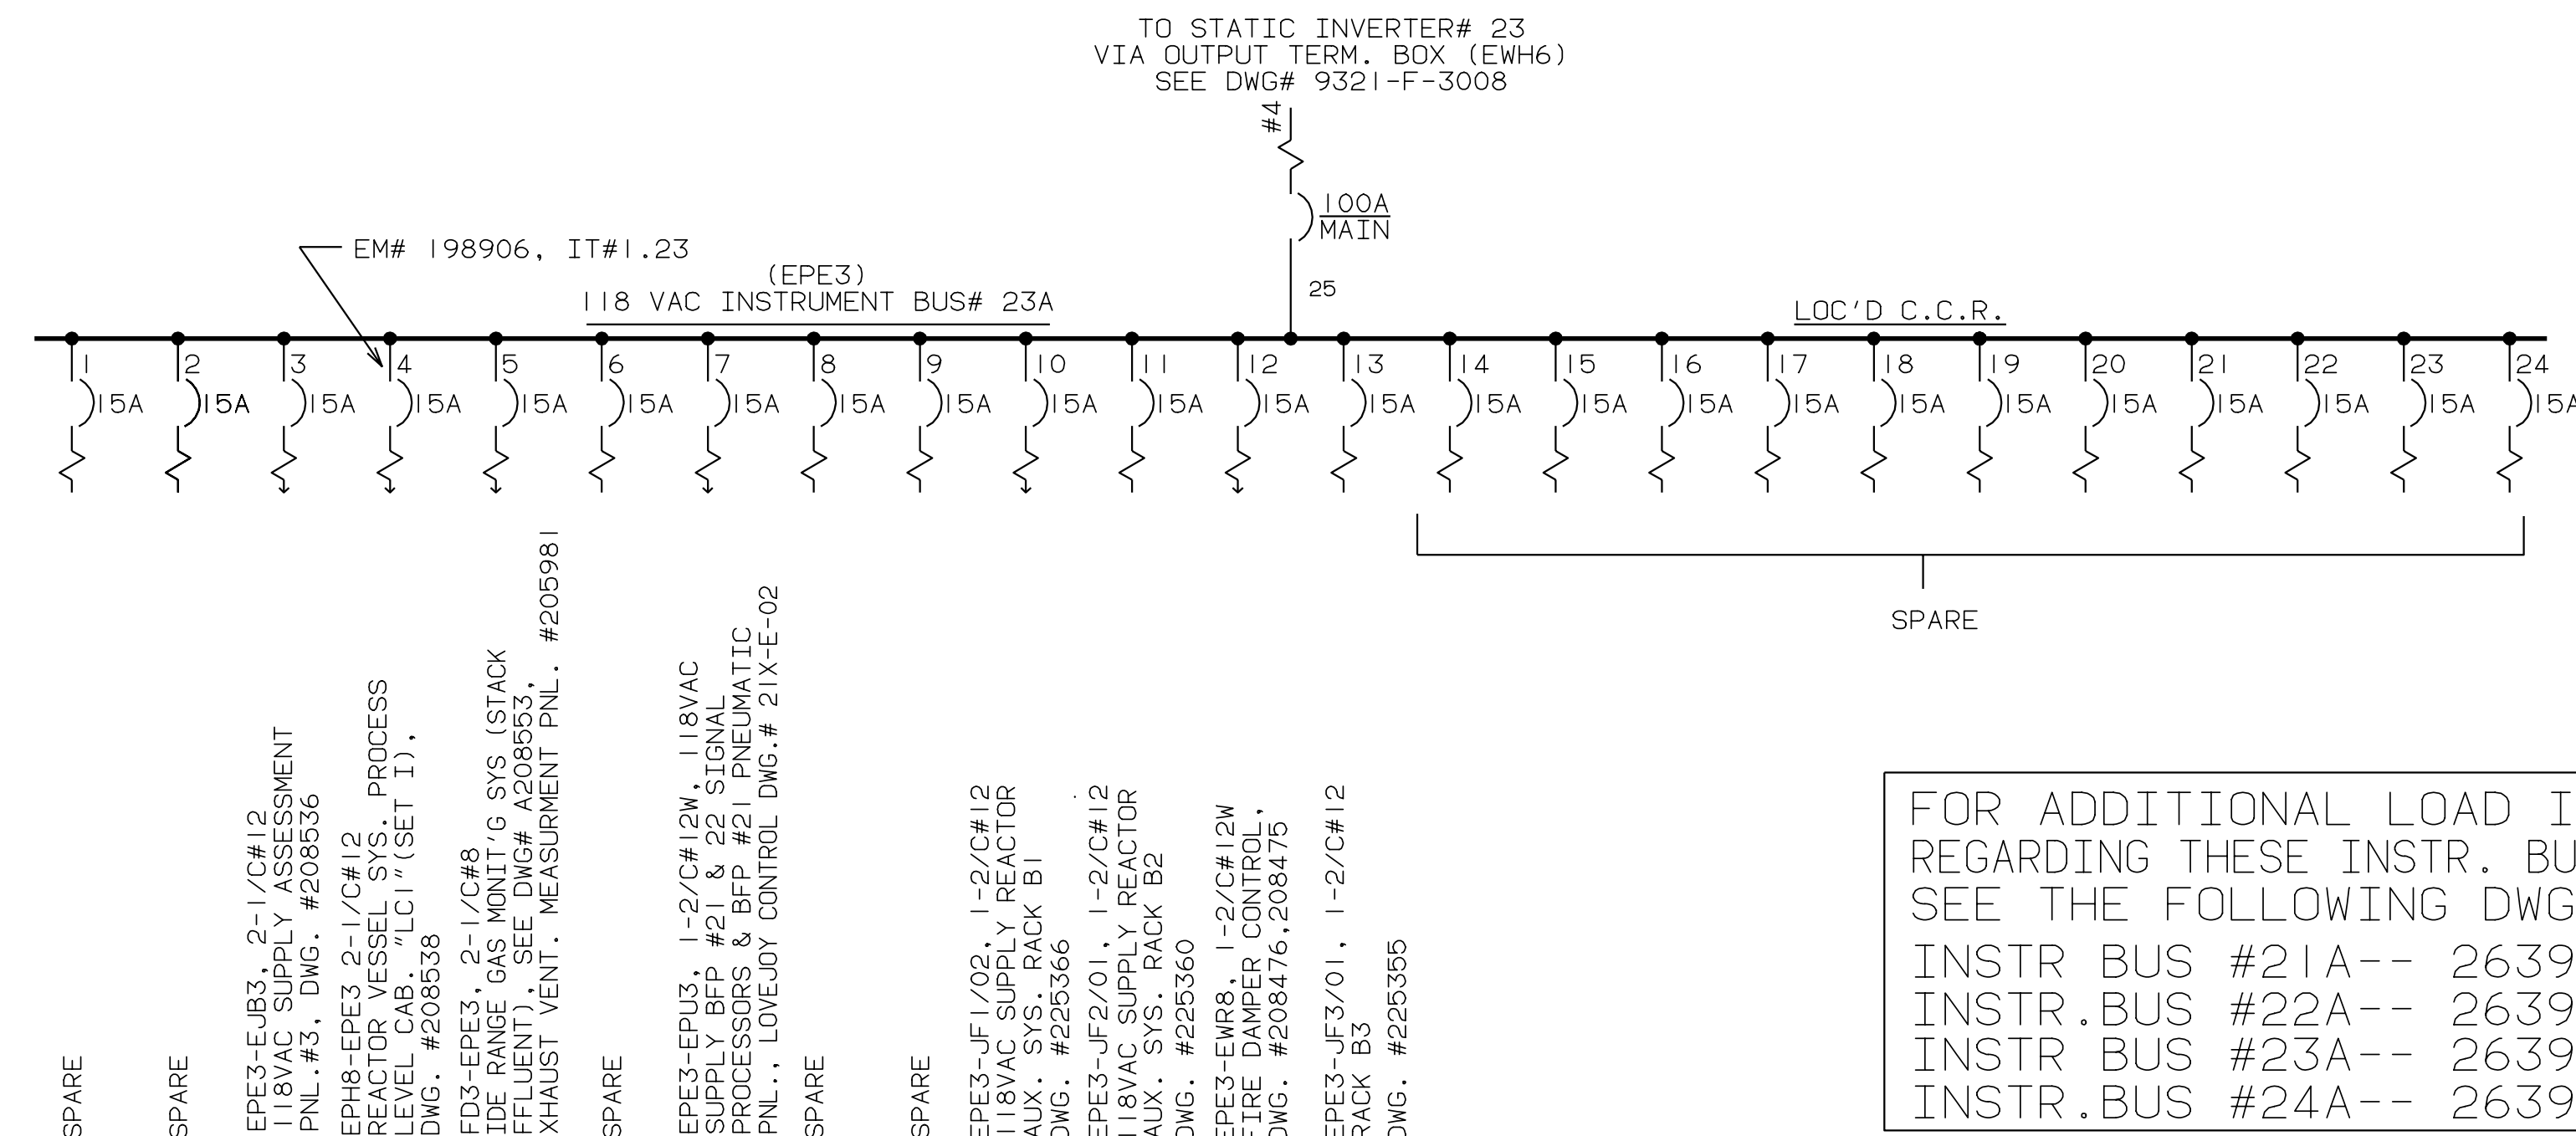 TO STATIC INVERTER# 23
VIA OUTPUT TERM. BOX (EWH6)
SEE DWG# 9321-F-3008
#4
100A
MAIN
EM# 198906, IT#1.23
(EPE3)
118 VAC INSTRUMENT BUS# 23A
25
LOC'D C.C.R.
1 2 3 4 5 6 7 8 9 10 11 12 13 14 15 16 17 18 19 20 21 22 23 24
15A 15A 15A 15A 15A 15A 15A 15A 15A 15A 15A 15A 15A 15A 15A 15A 15A 15A 15A 15A 15A 15A 15A 15A
SPARE
SPARE
SPARE
EPE3-EJB3, 2-1/C#12
118VAC SUPPLY ASSESSMENT
PNL.#3, DWG. #208536
EPH8-EPE3 2-1/C#12
REACTOR VESSEL SYS. PROCESS
LEVEL CAB. "LC1"(SET I),
DWG. #208538
FD3-EPE3, 2-1/C#8
IDE RANGE GAS MONIT'G SYS (STACK
FFLUENT), SEE DWG# A208553,
XHAUST VENT. MEASURMENT PNL. #205981
SPARE
EPE3-EPU3, 1-2/C#12W, 118VAC
SUPPLY BFP #21 & 22 SIGNAL
PROCESSORS & BFP #21 PNEUMATIC
PNL., LOVEJOY CONTROL DWG.# 21X-E-02
SPARE
SPARE
EPE3-JF1/02, 1-2/C#12
118VAC SUPPLY REACTOR
AUX. SYS. RACK B1
DWG. #225366
EPE3-JF2/01, 1-2/C#12
118VAC SUPPLY REACTOR
AUX. SYS. RACK B2
DWG. #225360
EPE3-EWR8, 1-2/C#12W
FIRE DAMPER CONTROL,
DWG. #208476,208475
EPE3-JF3/01, 1-2/C#12
RACK B3
DWG. #225355
FOR ADDITIONAL LOAD I
REGARDING THESE INSTR. BU
SEE THE FOLLOWING DWG
INSTR BUS #21A-- 2639
INSTR.BUS #22A-- 2639
INSTR BUS #23A-- 2639
INSTR.BUS #24A-- 2639